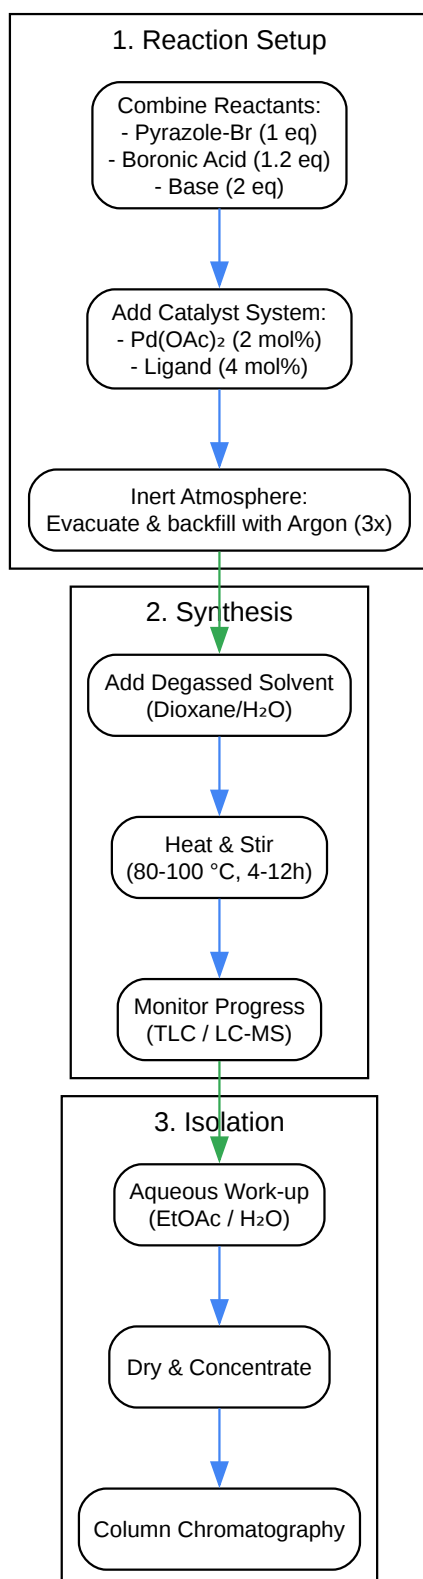 1. Reaction Setup
Combine Reactants:
- Pyrazole-Br (1 eq)
- Boronic Acid (1.2 eq)
- Base (2 eq)
Add Catalyst System:
- Pd(OAc)₂ (2 mol%)
- Ligand (4 mol%)
Inert Atmosphere:
Evacuate & backfill with Argon (3x)
2. Synthesis
Add Degassed Solvent
(Dioxane/H₂O)
Heat & Stir
(80-100 °C, 4-12h)
Monitor Progress
(TLC / LC-MS)
3. Isolation
Aqueous Work-up
(EtOAc / H₂O)
Dry & Concentrate
Column Chromatography